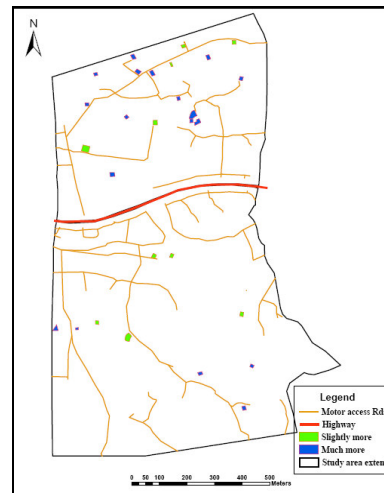 N
Legend
Motor access Rd
Highway
Slightly more
Much more
Study area exten
0 50 100 200 300 400 500
Meters